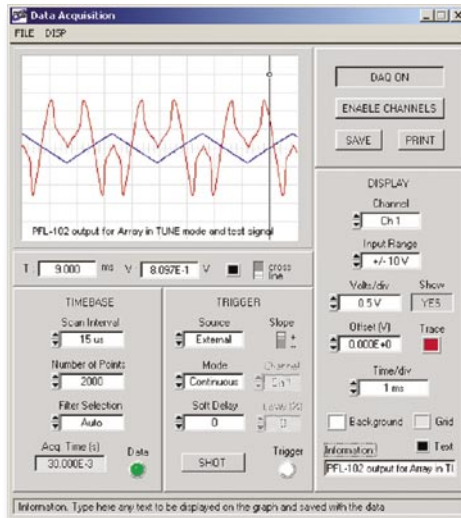 Data Acquisition
FILE DISP
PFL-102 output for Array in TUNE mode and test signal
T : 9.000 ms V : 8.097E-1 V cross line
DAQ ON
ENABLE CHANNELS
SAVE PRINT
DISPLAY
Channel
Ch 1
Input Range
+/- 10 V
Volts/div Show
0.5 V YES
Offset (V) Trace
0.000E+0
Time/div
1 ms
Background Grid
Information Text
PFL-102 output for Array in TU
TIMEBASE
Scan Interval
15 us
Number of Points
2000
Filter Selection
Auto
Acq. Time (s) Data
30.000E-3
TRIGGER
Source Slope
External + -
Mode Channel
Continuous Ch 1
Soft Delay
0 0
SHOT Trigger
Information. Type here any text to be displayed on the graph and saved with the data